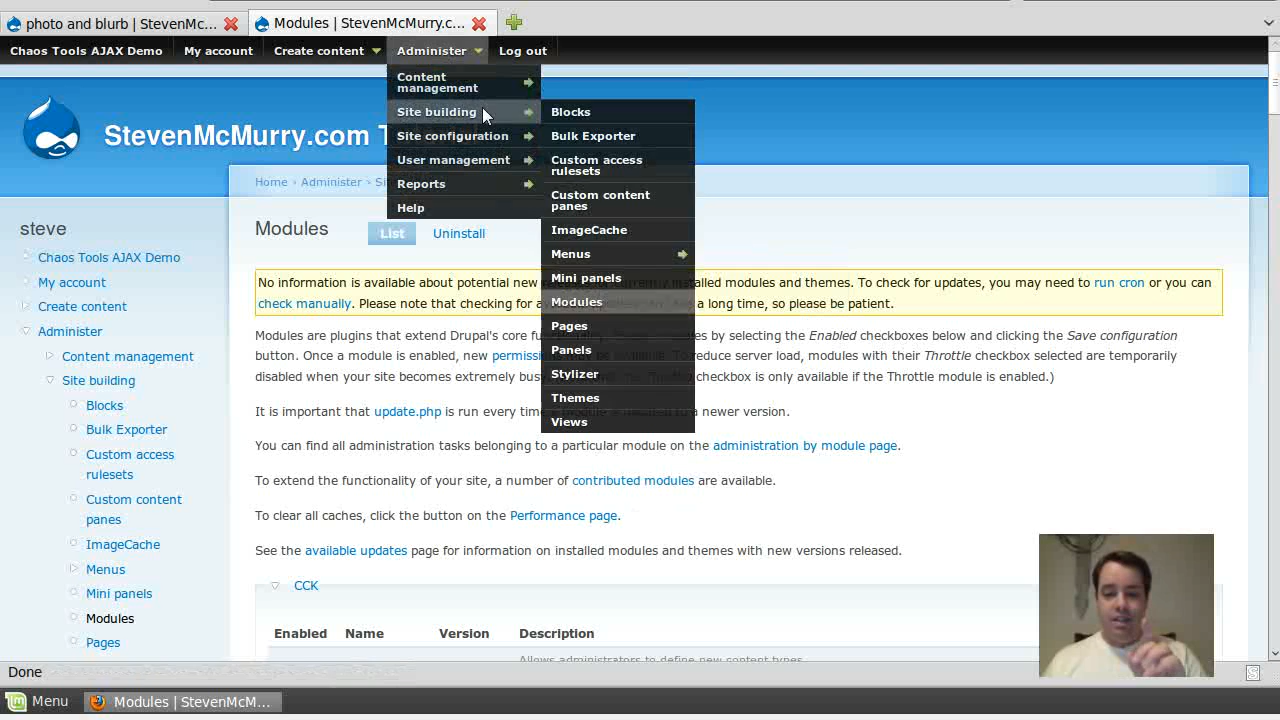 photo and blurb | StevenMc...
Modules | StevenMcMurry.c...
Chaos Tools AJAX Demo My account Create content Administer Log out
Content management
Site building
Site configuration
User management
Reports
Help
Blocks
Bulk Exporter
Custom access rulesets
Custom content panes
ImageCache
Menus
Mini panels
Modules
Pages
Panels
Stylizer
Themes
Views
StevenMcMurry.com
Home › Administer ›
steve
Chaos Tools AJAX Demo
My account
Create content
Administer
Content management
Site building
Blocks
Bulk Exporter
Custom access
rulesets
Custom content
panes
ImageCache
Menus
Mini panels
Modules
Pages
Modules List Uninstall
No information is available about potential new installed modules and themes. To check for updates, you may need to run cron or you can
check manually. Please note that checking for a long time, so please be patient.
Modules are plugins that extend Drupal's core by selecting the Enabled checkboxes below and clicking the Save configuration
button. Once a module is enabled, new To reduce server load, modules with their Throttle checkbox selected are temporarily
disabled when your site becomes extremely checkbox is only available if the Throttle module is enabled.)
It is important that update.php is run every time a newer version.
You can find all administration tasks belonging to a particular module on the administration by module page.
To extend the functionality of your site, a number of contributed modules are available.
To clear all caches, click the button on the Performance page.
See the available updates page for information on installed modules and themes with new versions released.
CCK
Enabled Name Version Description
Allows administrators to define new content types.
Done
Menu Modules | StevenMcM...